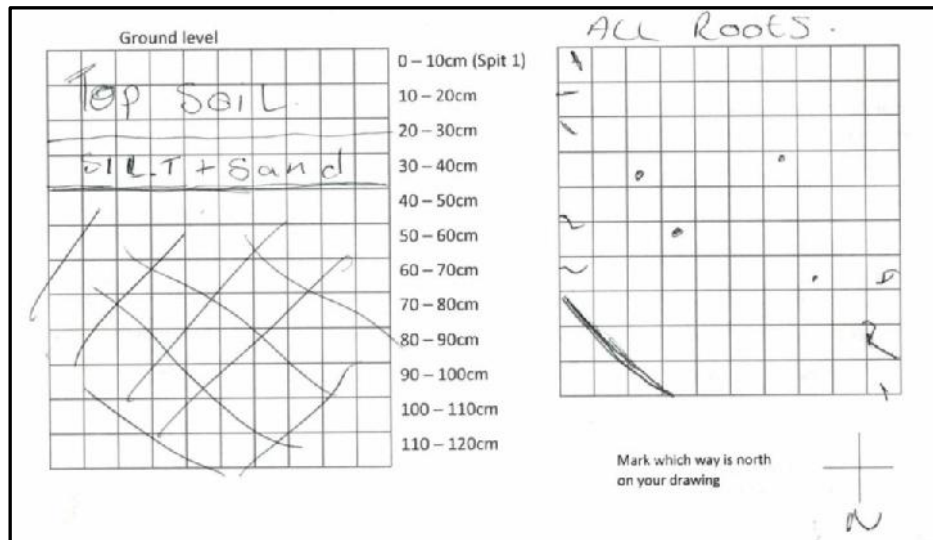 Ground level
Top SOIL.
SILT + Sand
0 – 10cm (Spit 1)
10 – 20cm
20 – 30cm
30 – 40cm
40 – 50cm
50 – 60cm
60 – 70cm
70 – 80cm
80 – 90cm
90 – 100cm
100 – 110cm
110 – 120cm
ALL ROOTS.
Mark which way is north
on your drawing
N